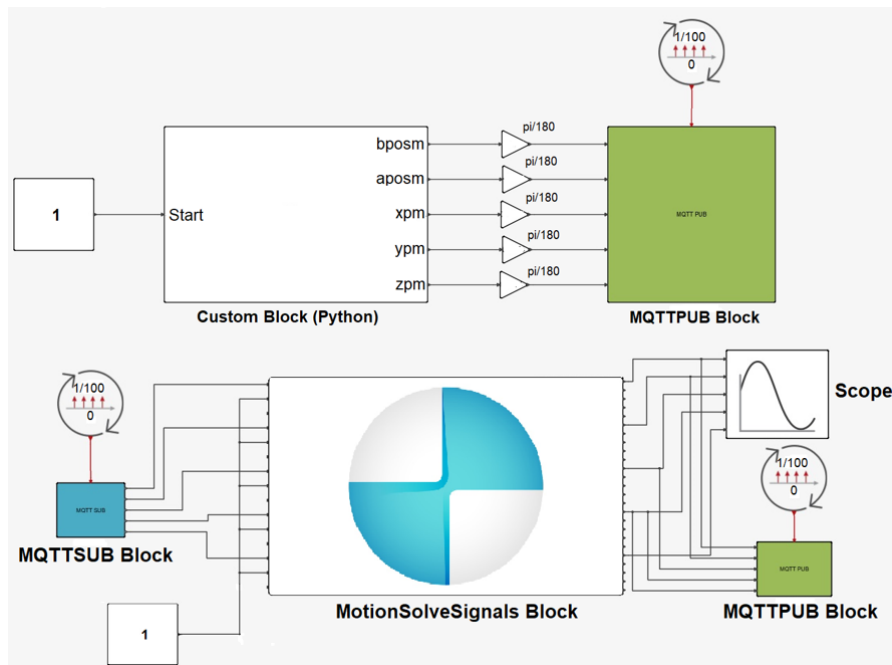 1/100
0
pi/180
bposm
pi/180
aposm
pi/180
1
Start
xpm
MQTT PUB
pi/180
ypm
pi/180
zpm
Custom Block (Python)
MQTTPUB Block
1/100
0
Scope
1/100
0
MQTT SUB
MQTTSUB Block
MQTT PUB
MotionSolveSignals Block
MQTTPUB Block
1